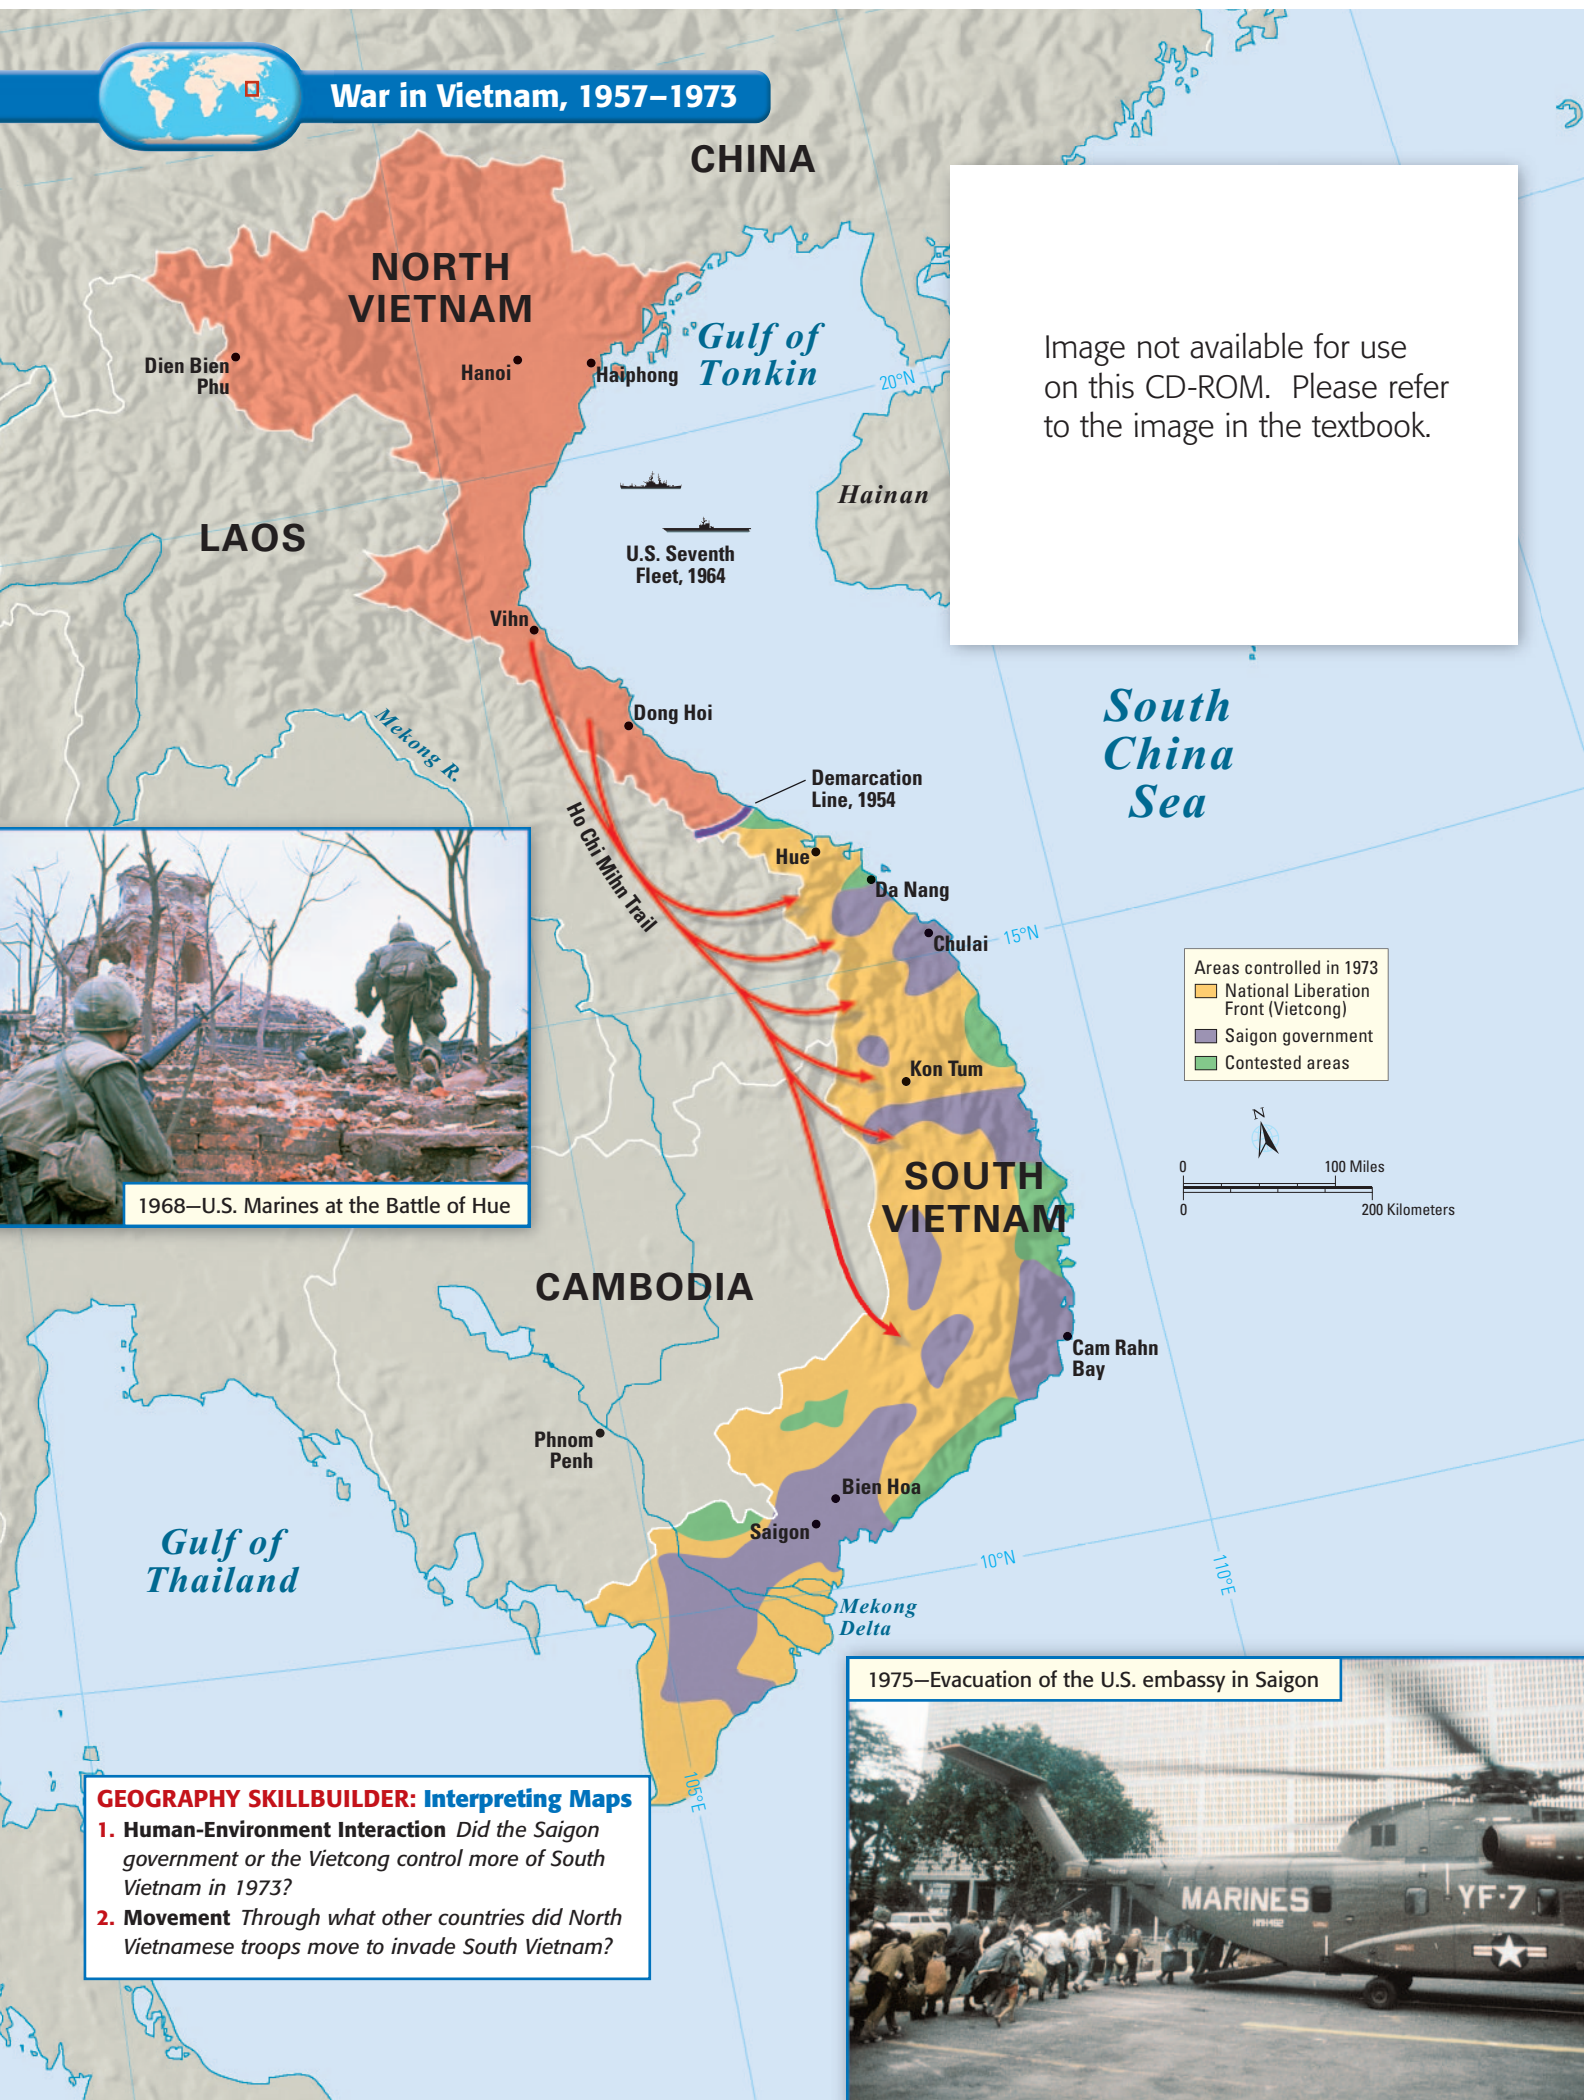 War in Vietnam, 1957–1973
CHINA
NORTH
VIETNAM
Dien Bien
Phu
Hanoi
Haiphong
Gulf of
Tonkin
20°N
Image not available for use
on this CD-ROM. Please refer
to the image in the textbook.
Hainan
LAOS
U.S. Seventh
Fleet, 1964
Vihn
Dong Hoi
Mekong R.
South
China
Sea
Demarcation
Line, 1954
Ho Chi Mihn Trail
Hue
Da Nang
Chulai
15°N
Areas controlled in 1973
National Liberation
Front (Vietcong)
Saigon government
Contested areas
Kon Tum
N
0
100 Miles
0
200 Kilometers
1968—U.S. Marines at the Battle of Hue
SOUTH
VIETNAM
CAMBODIA
Cam Rahn
Bay
Phnom
Penh
Bien Hoa
Saigon
Gulf of
Thailand
10°N
110°E
Mekong
Delta
1975—Evacuation of the U.S. embassy in Saigon
105°E
GEOGRAPHY SKILLBUILDER: Interpreting Maps
1. Human-Environment Interaction Did the Saigon
government or the Vietcong control more of South
Vietnam in 1973?
2. Movement Through what other countries did North
Vietnamese troops move to invade South Vietnam?
MARINES
YF-7